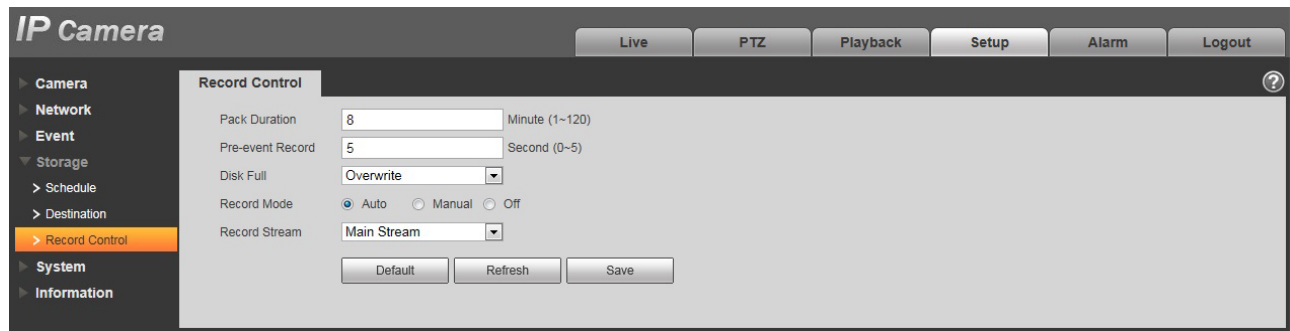 IP Camera
Live PTZ Playback Setup Alarm Logout
Camera
Network
Event
Storage
> Schedule
> Destination
> Record Control
System
Information
Record Control
?
Pack Duration 8 Minute (1~120)
Pre-event Record 5 Second (0~5)
Disk Full Overwrite
Record Mode Auto Manual Off
Record Stream Main Stream
Default Refresh Save